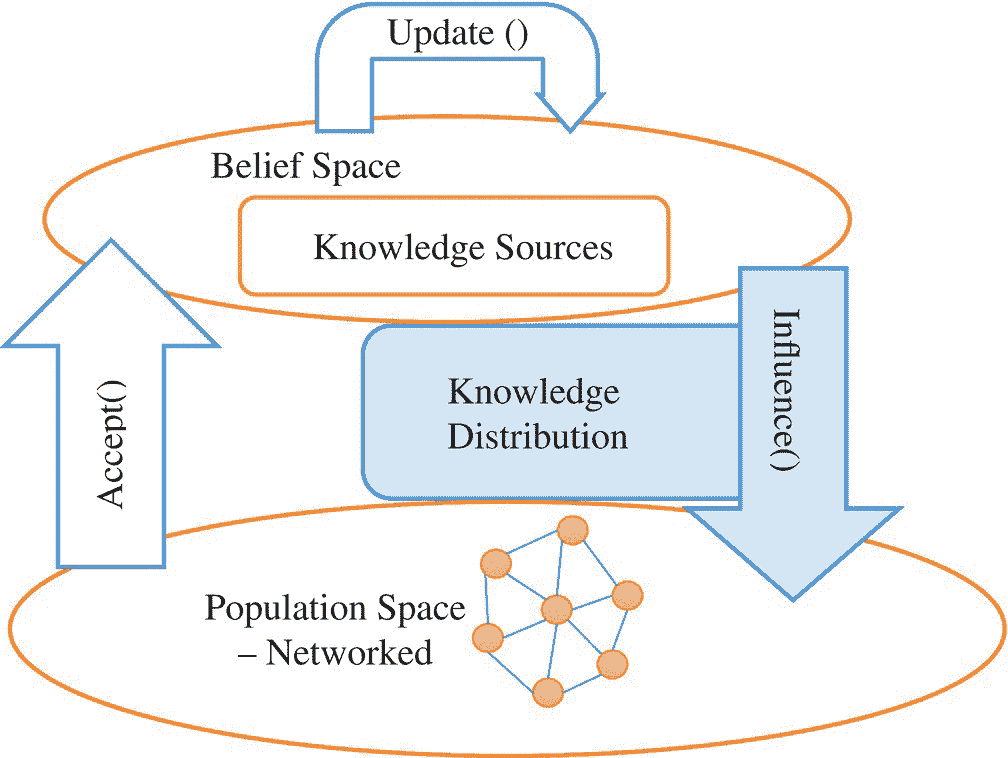 Update ()
Belief Space
Knowledge Sources
Accept()
Knowledge
Distribution
Influence()
Population Space
– Networked